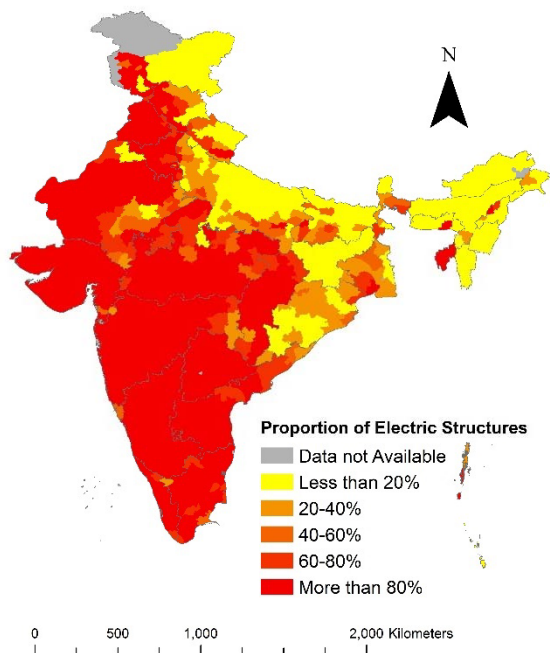 N
Proportion of Electric Structures
Data not Available
Less than 20%
20-40%
40-60%
60-80%
More than 80%
0 500 1,000 2,000 Kilometers